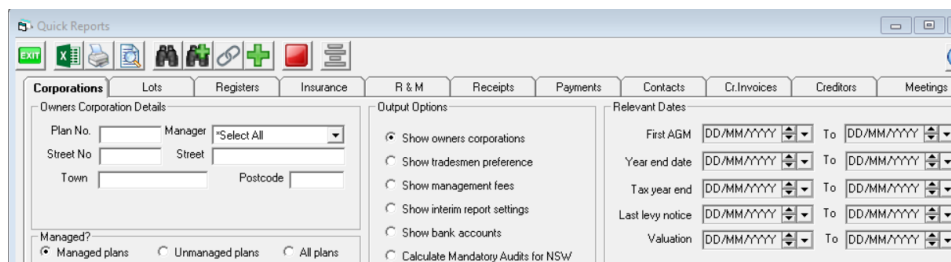 Quick Reports
EXIT
Corporations Lots Registers Insurance R & M Receipts Payments Contacts Cr.Invoices Creditors Meetings
Owners Corporation Details
Plan No. Manager *Select All
Street No Street
Town Postcode
Managed?
Managed plans Unmanaged plans All plans
Output Options
Show owners corporations
Show tradesmen preference
Show management fees
Show interim report settings
Show bank accounts
Calculate Mandatory Audits for NSW
Relevant Dates
First AGM DD/MM/YYYY To DD/MM/YYYY
Year end date DD/MM/YYYY To DD/MM/YYYY
Tax year end DD/MM/YYYY To DD/MM/YYYY
Last levy notice DD/MM/YYYY To DD/MM/YYYY
Valuation DD/MM/YYYY To DD/MM/YYYY